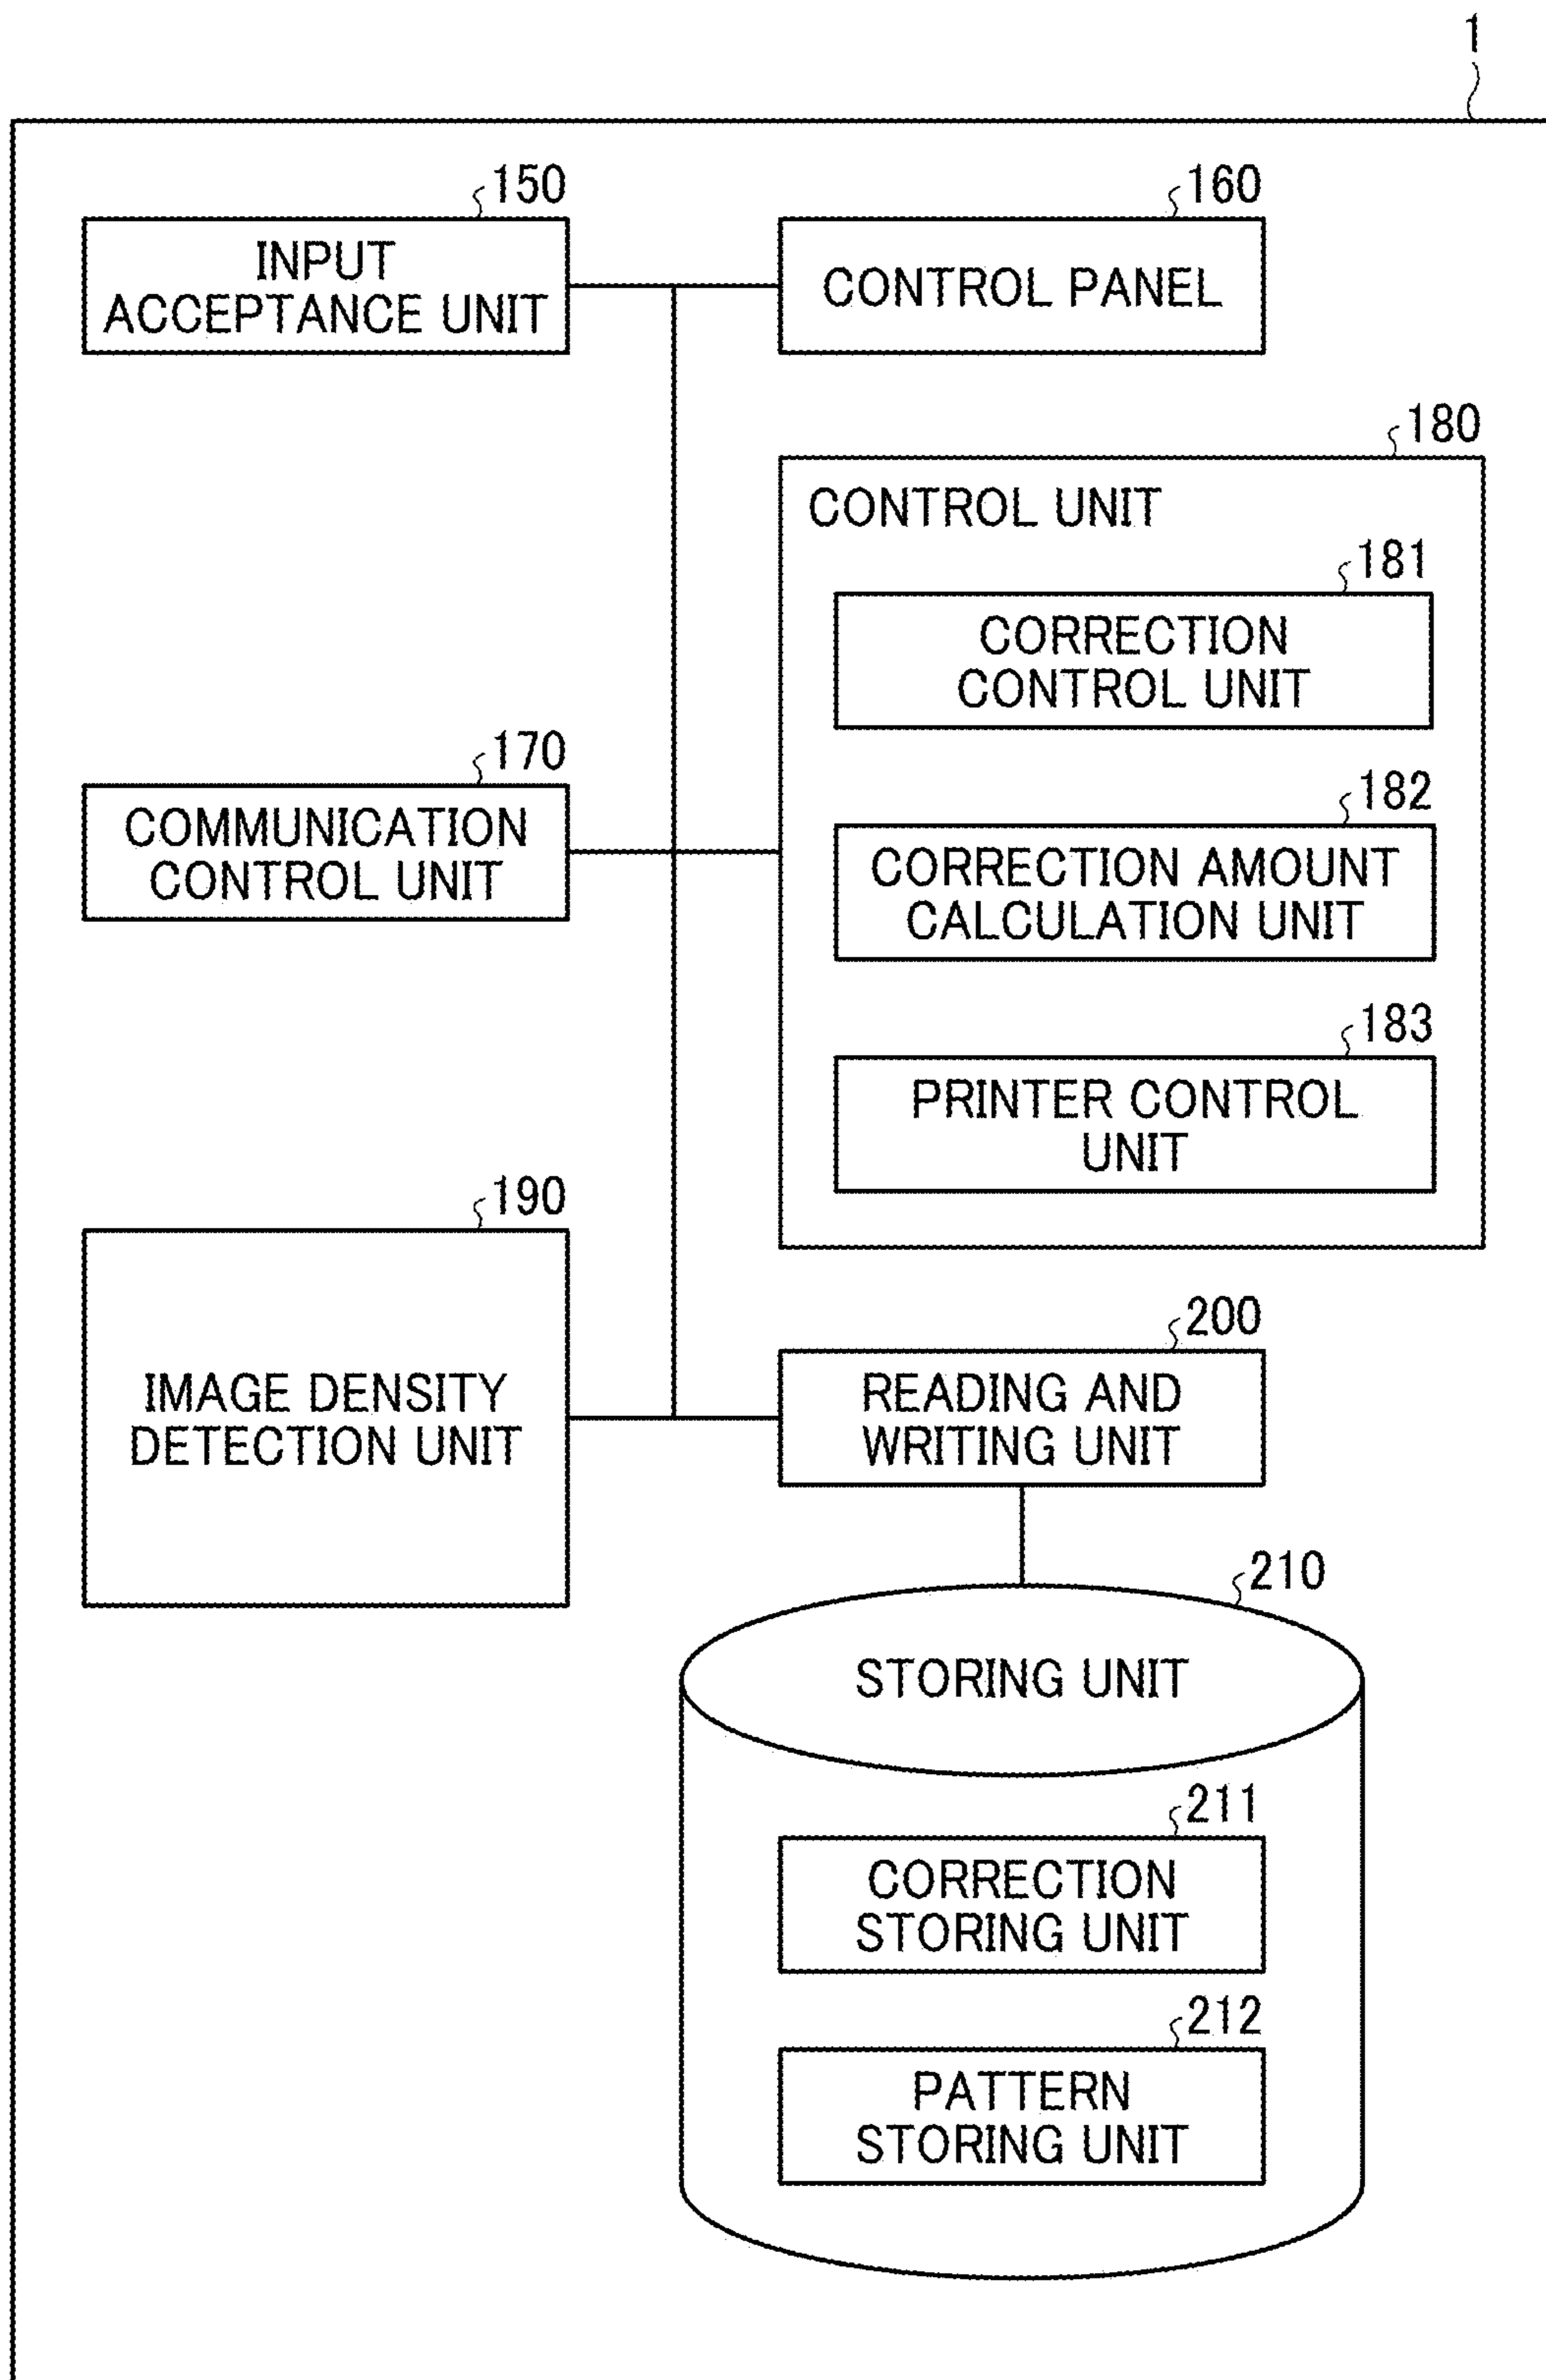 1
150
INPUT
ACCEPTANCE UNIT
160
CONTROL PANEL
180
CONTROL UNIT
181
CORRECTION
CONTROL UNIT
170
COMMUNICATION
CONTROL UNIT
182
CORRECTION AMOUNT
CALCULATION UNIT
183
PRINTER CONTROL
UNIT
190
IMAGE DENSITY
DETECTION UNIT
200
READING AND
WRITING UNIT
210
STORING UNIT
211
CORRECTION
STORING UNIT
212
PATTERN
STORING UNIT